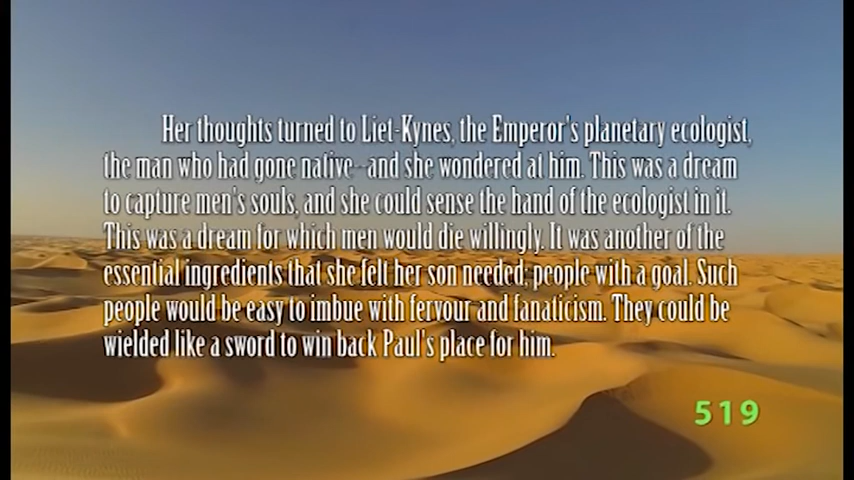 Her thoughts turned to Liet-Kynes, the Emperor's planetary ecologist,
the man who had gone native--and she wondered at him. This was a dream
to capture men's souls, and she could sense the hand of the ecologist in it.
This was a dream for which men would die willingly. It was another of the
essential ingredients that she felt her son needed: people with a goal. Such
people would be easy to imbue with fervour and fanaticism. They could be
wielded like a sword to win back Paul's place for him.
519